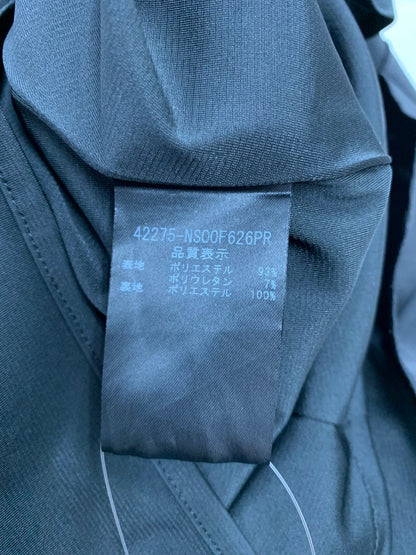 42275-NS00F626PR
品質表示
表地 ポリエステル 93%
ポリウレタン 7%
裏地 ポリエステル 100%